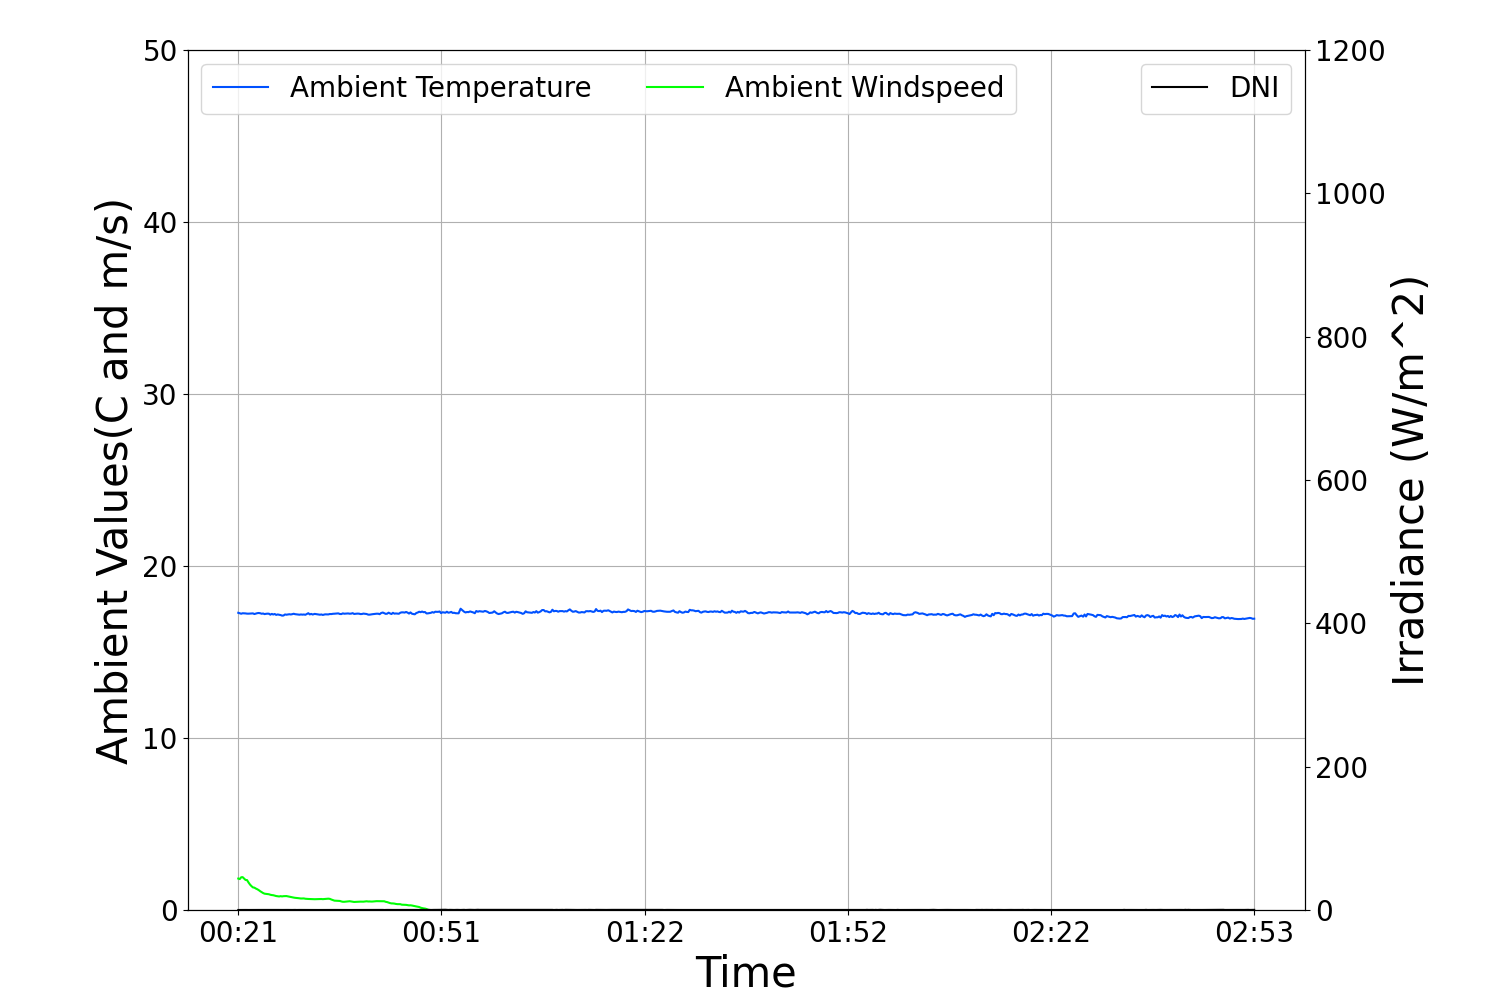 Ambient Temperature
Ambient Windspeed
DNI
Ambient Values(C and m/s)
50
40
30
20
10
0
1200
1000
800
600
400
200
0
Irradiance (W/m^2)
00:21 00:51 01:22 01:52 02:22 02:53
Time